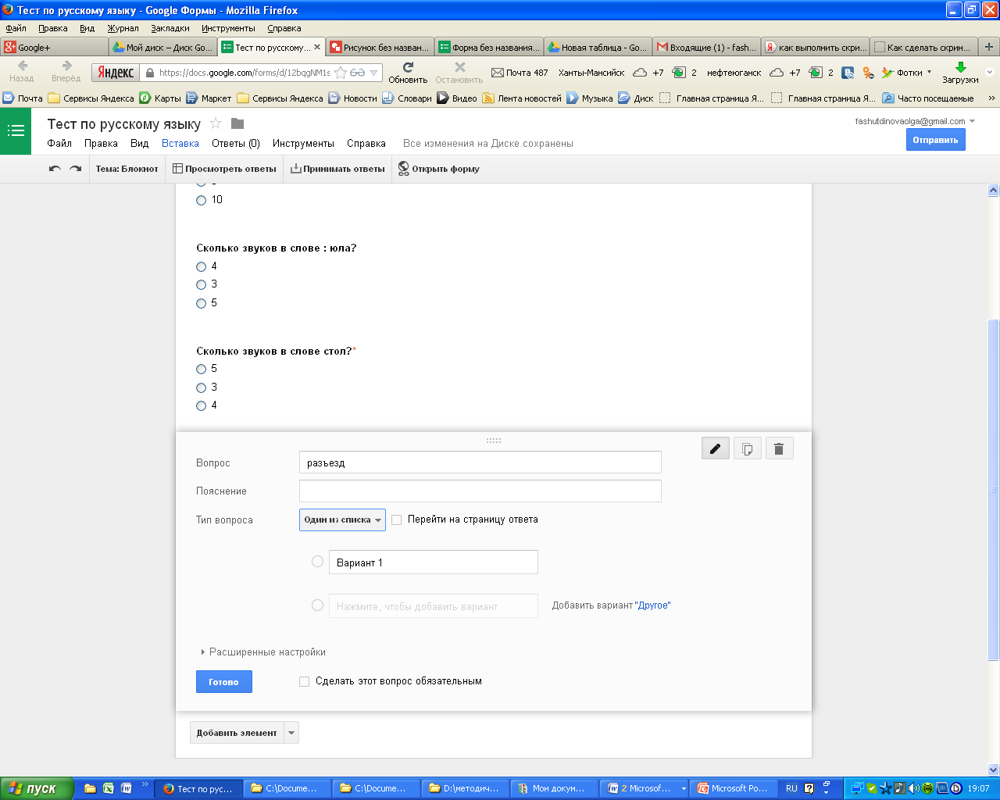 Тест по русскому языку - Google Формы - Mozilla Firefox
Файл Правка Вид Журнал Закладки Инструменты Справка
Google+ Мой диск – Диск Go... Тест по русскому... Рисунок без назван... Форма без названия... Новая таблица - Go... Входящие (1) - fash... как выполнить скри... Как сделать скрин...
Назад Вперёд Яндекс https://docs.google.com/forms/d/12bqgNM1s Обновить Остановить Почта 487 Ханты-Мансийск +7 2 нефтеюганск +7 2 Фотки Загрузки
Почта Сервисы Яндекса Карты Маркет Сервисы Яндекса Новости Словари Видео Лента новостей Музыка Диск Главная страница Я... Главная страница Я... Часто посещаемые »
Тест по русскому языку
fashutdinovaolga@gmail.com
Файл Правка Вид Вставка Ответы (0) Инструменты Справка Все изменения на Диске сохранены
Отправить
Тема: Блокнот Просмотреть ответы Принимать ответы Открыть форму
10
Сколько звуков в слове : юла?
4
3
5
Сколько звуков в слове стол?*
5
3
4
Вопрос разъезд
Пояснение
Тип вопроса Один из списка Перейти на страницу ответа
Вариант 1
Нажмите, чтобы добавить вариант Добавить вариант "Другое"
Расширенные настройки
Готово Сделать этот вопрос обязательным
Добавить элемент
пуск » Тест по рус... C:\Docume... C:\Docume... D:\методич... Мои докум... 2 Microsof... Microsoft Po... RU 19:07